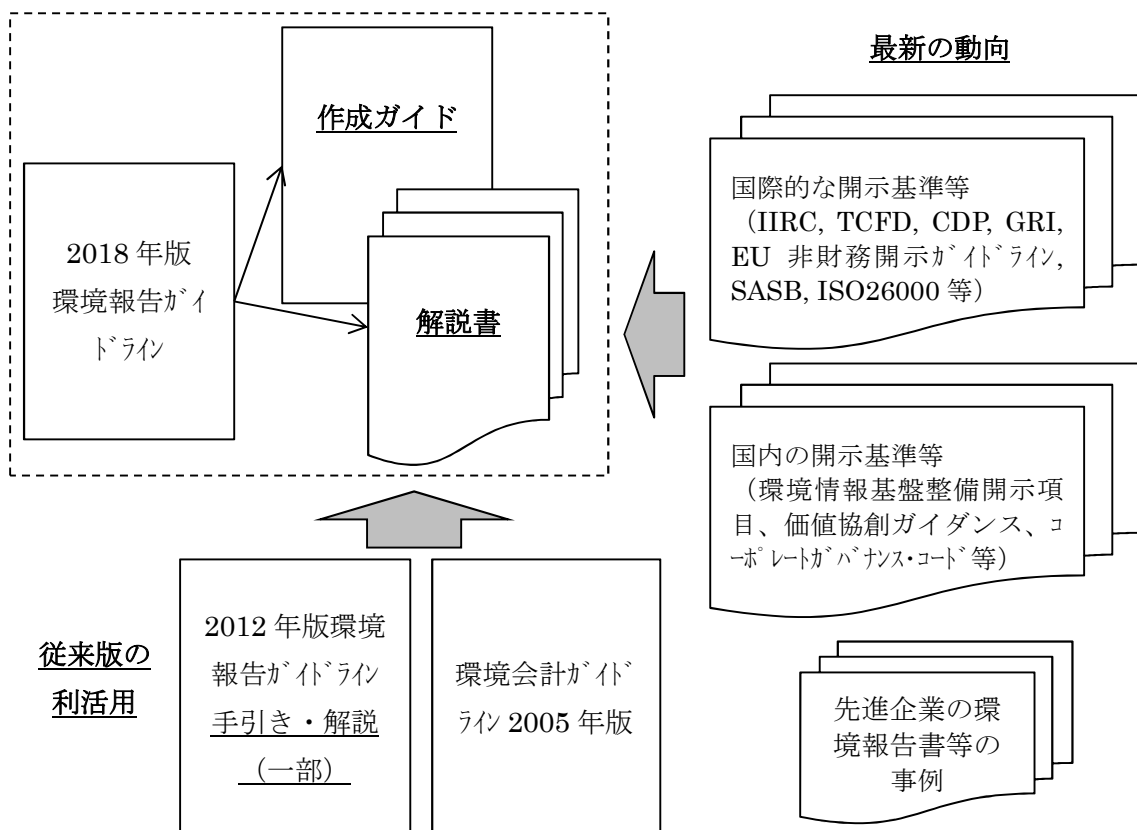 作成ガイド
2018 年版
環境報告ｶﾞｲ
ﾄﾞﾗｲﾝ
解説書
最新の動向
国際的な開示基準等
（IIRC, TCFD, CDP, GRI,
EU 非財務開示ｶﾞｲﾄﾞﾗｲﾝ,
SASB, ISO26000 等）
国内の開示基準等
（環境情報基盤整備開示項
目、価値協創ガイダンス、ｺ
ｰﾎﾟﾚｰﾄｶﾞﾊﾞﾅﾝｽ・ｺｰﾄﾞ等）
先進企業の環
境報告書等の
事例
従来版の
利活用
2012 年版環境
報告ｶﾞｲﾄﾞﾗｲﾝ
手引き・解説
（一部）
環境会計ｶﾞｲﾄﾞ
ﾗｲﾝ 2005 年版